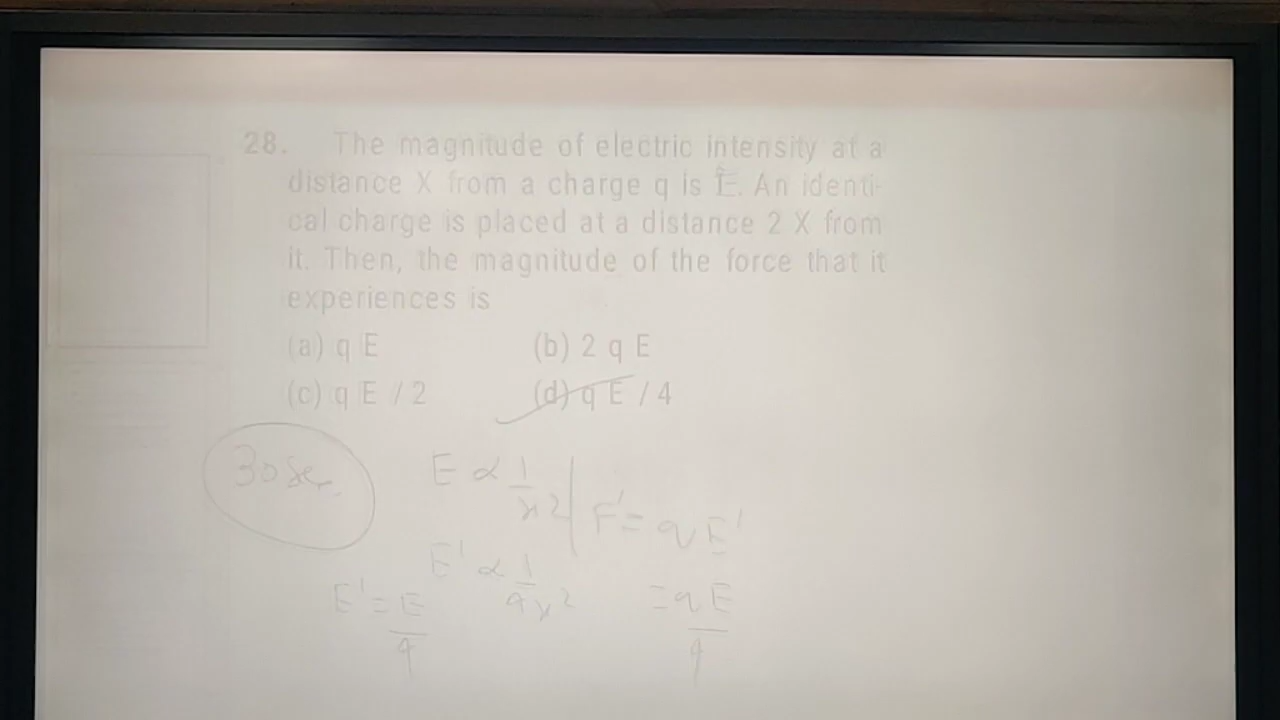 28. The magnitude of electric intensity at a
distance X from a charge q is E. An identi-
cal charge is placed at a distance 2 X from
it. Then, the magnitude of the force that it
experiences is
(a) q E (b) 2 q E
(c) q E / 2 (d) q E / 4
30 sec.
E ∝ 1/x²
F' = qE'
E' ∝ 1/4x²
E' = E/4
= qE/4